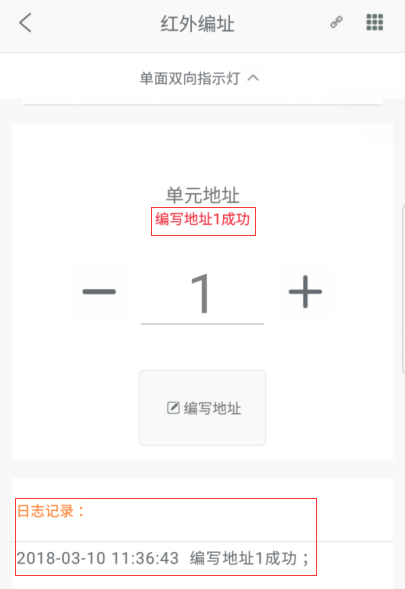 红外编址
单面双向指示灯
单元地址
编写地址1成功
1
编写地址
日志记录：
2018-03-10 11:36:43 编写地址1成功；